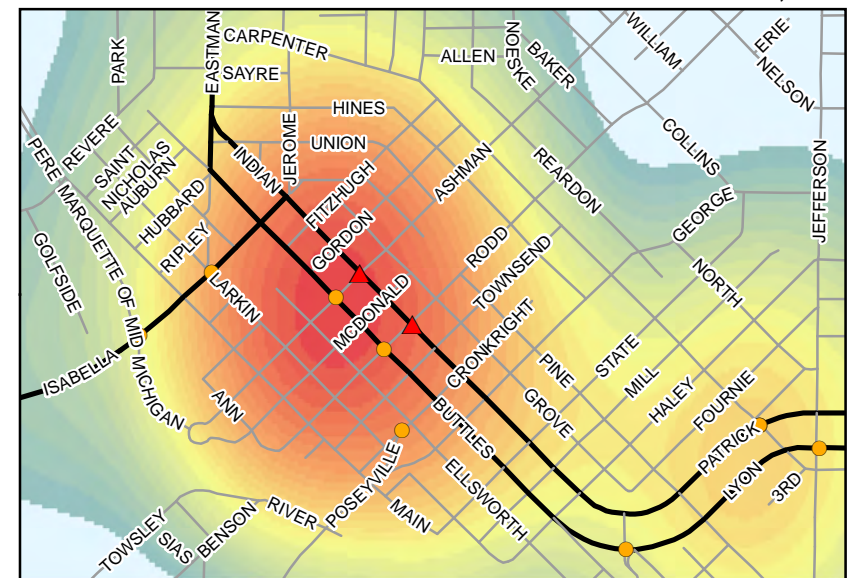 EASTMAN
CARPENTER
NOESKE
WILLIAM
ERIE
PARK
SAYRE
ALLEN
BAKER
NELSON
HINES
JEROME
UNION
COLLINS
PERE MARQUETTE OF MID MICHIGAN
REVERE
SAINT
NICHOLAS
AUBURN
INDIAN
FITZHUGH
ASHMAN
REARDON
JEFFERSON
HUBBARD
GORDON
GEORGE
RIPLEY
RODD
GOLFSIDE
LARKIN
MCDONALD
TOWNSEND
NORTH
CRONKRIGHT
ISABELLA
PINE
STATE
MILL
ANN
GROVE
HALEY
FOURNIE
BUTTLES
PATRICK
POSEYVILLE
ELLSWORTH
LYON
3RD
TOWSLEY
SIAS
BENSON
RIVER
MAIN